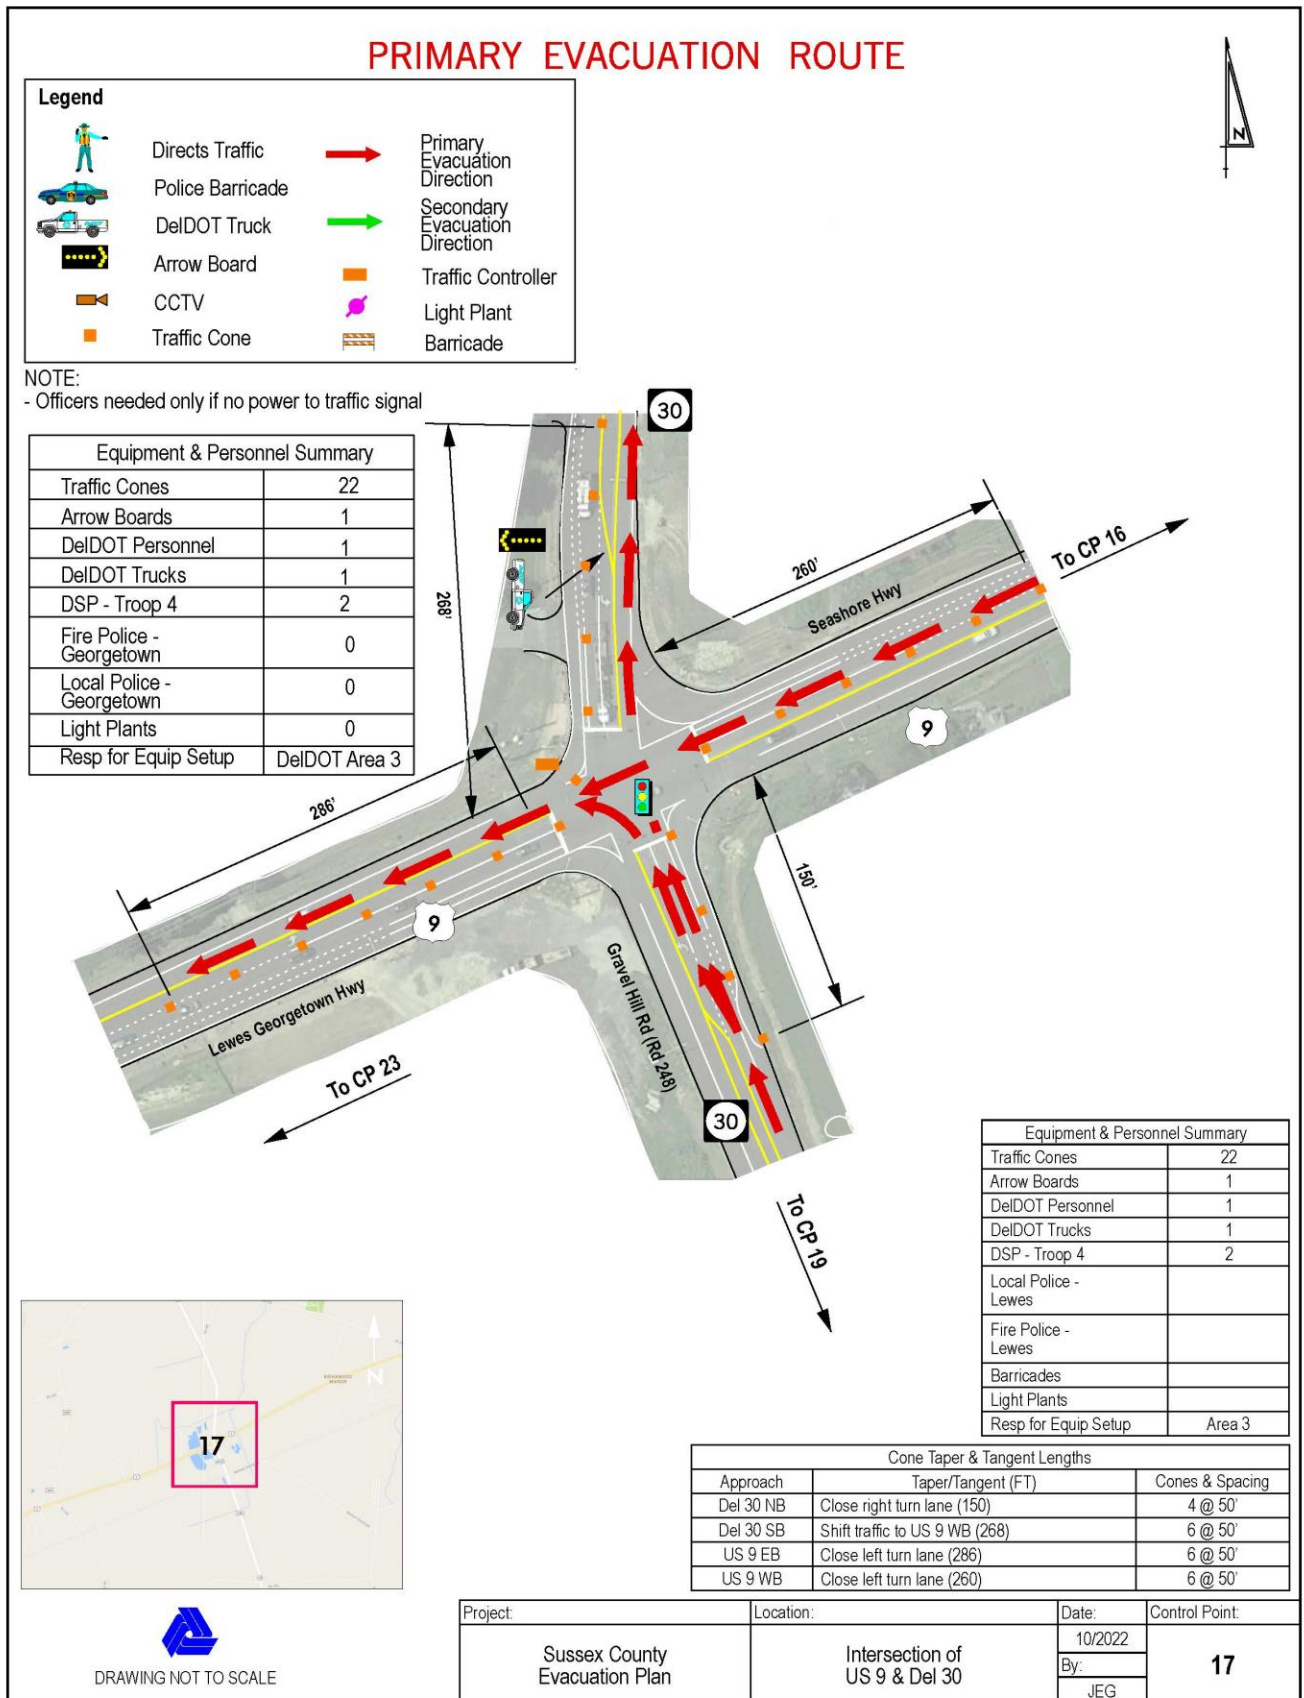 PRIMARY EVACUATION ROUTE
Legend
Directs Traffic
Police Barricade
DelDOT Truck
Arrow Board
CCTV
Traffic Cone
Primary
Evacuation
Direction
Secondary
Evacuation
Direction
Traffic Controller
Light Plant
Barricade
N
NOTE:
- Officers needed only if no power to traffic signal
Equipment & Personnel Summary
Traffic Cones 22
Arrow Boards 1
DelDOT Personnel 1
DelDOT Trucks 1
DSP - Troop 4 2
Fire Police -
Georgetown 0
Local Police -
Georgetown 0
Light Plants 0
Resp for Equip Setup DelDOT Area 3
30
268'
260'
To CP 16
Seashore Hwy
9
286'
150'
9
Lewes Georgetown Hwy
To CP 23
Gravel Hill Rd (Rd 248)
30
To CP 19
Equipment & Personnel Summary
Traffic Cones 22
Arrow Boards 1
DelDOT Personnel 1
DelDOT Trucks 1
DSP - Troop 4 2
Local Police -
Lewes
Fire Police -
Lewes
Barricades
Light Plants
Resp for Equip Setup Area 3
N
17
Cone Taper & Tangent Lengths
Approach Taper/Tangent (FT) Cones & Spacing
Del 30 NB Close right turn lane (150) 4 @ 50'
Del 30 SB Shift traffic to US 9 WB (268) 6 @ 50'
US 9 EB Close left turn lane (286) 6 @ 50'
US 9 WB Close left turn lane (260) 6 @ 50'
DRAWING NOT TO SCALE
Project:
Sussex County
Evacuation Plan
Location:
Intersection of
US 9 & Del 30
Date:
10/2022
By:
JEG
Control Point:
17